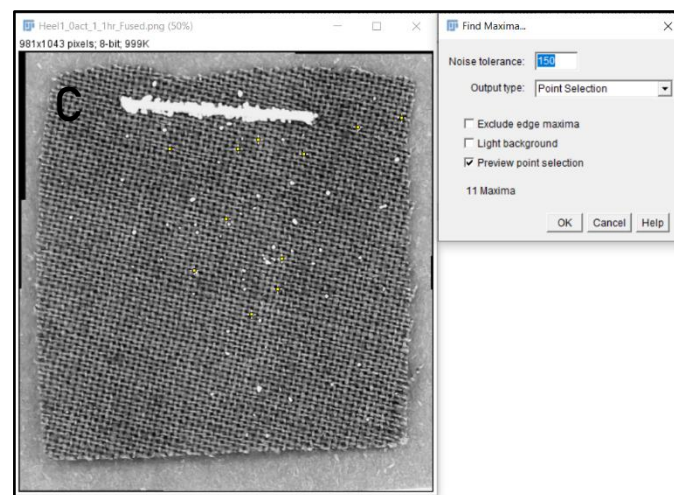 Heel1_0act_1_1hr_Fused.png (50%)
981x1043 pixels; 8-bit; 999K
C
Find Maxima...
Noise tolerance: 150
Output type: Point Selection
Exclude edge maxima
Light background
Preview point selection
11 Maxima
OK Cancel Help